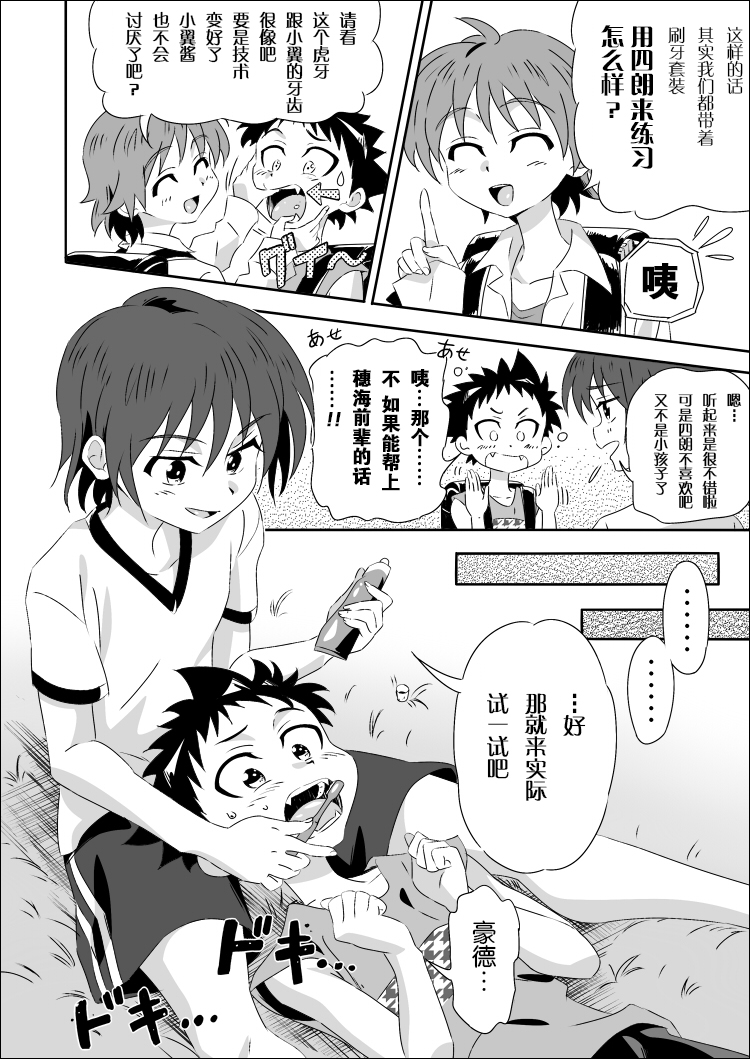 这样的话
其实我们都带着
刷牙套装
用四朗来练习
怎么样?
咦
请看
这个虎牙
跟小翼的牙齿
很像吧
要是技术
变好了
小翼酱
也不会
讨厌了吧?
グイ〜
嗯…
听起来是很不错啦
可是四朗不喜欢吧
又不是小孩子了
あせ
あせ
咦…那个……
不 如果能帮上
穗海前辈的话
……!!
……
……
…好
那就来实际
试一试吧
豪德…
ドキ…
ドキ…